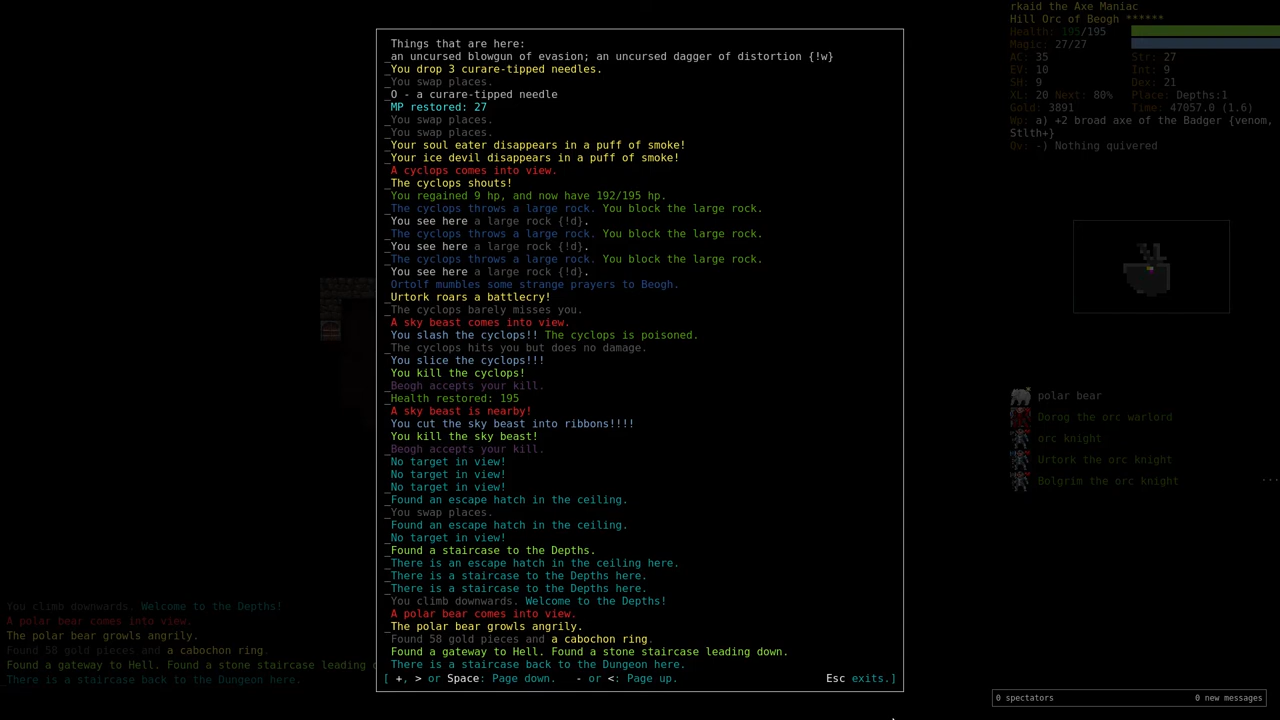 Things that are here:
_an uncursed blowgun of evasion; an uncursed dagger of distortion {!w}
_You drop 3 curare-tipped needles.
_You swap places.
O - a curare-tipped needle
MP restored: 27
_You swap places.
_You swap places.
_Your soul eater disappears in a puff of smoke!
_Your ice devil disappears in a puff of smoke!
_A cyclops comes into view.
_The cyclops shouts!
You regained 9 hp, and now have 192/195 hp.
_The cyclops throws a large rock. You block the large rock.
_You see here a large rock {!d}.
_The cyclops throws a large rock. You block the large rock.
_You see here a large rock {!d}.
_The cyclops throws a large rock. You block the large rock.
_You see here a large rock {!d}.
Ortolf mumbles some strange prayers to Beogh.
_Urtork roars a battlecry!
_The cyclops barely misses you.
_A sky beast comes into view.
You slash the cyclops!! The cyclops is poisoned.
_The cyclops hits you but does no damage.
You slice the cyclops!!!
You kill the cyclops!
_Beogh accepts your kill.
_Health restored: 195
_A sky beast is nearby!
You cut the sky beast into ribbons!!!!
You kill the sky beast!
_Beogh accepts your kill.
_No target in view!
_No target in view!
_No target in view!
_Found an escape hatch in the ceiling.
_You swap places.
_Found an escape hatch in the ceiling.
_No target in view!
_Found a staircase to the Depths.
_There is an escape hatch in the ceiling here.
_There is a staircase to the Depths here.
_There is a staircase to the Depths here.
You climb downwards. Welcome to the Depths!
A polar bear comes into view.
_The polar bear growls angrily.
Found 58 gold pieces and a cabochon ring.
Found a gateway to Hell. Found a stone staircase leading down.
_There is a staircase back to the Dungeon here.
[ +, > or Space: Page down. - or <: Page up. Esc exits.]
rkaid the Axe Maniac
Hill Orc of Beogh ******
Health: 195/195
Magic: 27/27
AC: 35 Str: 27
EV: 10 Int: 9
SH: 9 Dex: 21
XL: 20 Next: 80% Place: Depths:1
Gold: 3891 Time: 47057.0 (1.6)
Wp: a) +2 broad axe of the Badger {venom,
Stlth+}
Qv: -) Nothing quivered
polar bear
Dorog the orc warlord
orc knight
Urtork the orc knight
Bolgrim the orc knight
...
You climb downwards. Welcome to the Depths!
A polar bear comes into view.
The polar bear growls angrily.
Found 58 gold pieces and a cabochon ring.
Found a gateway to Hell. Found a stone staircase leading d
There is a staircase back to the Dungeon here.
0 spectators 0 new messages